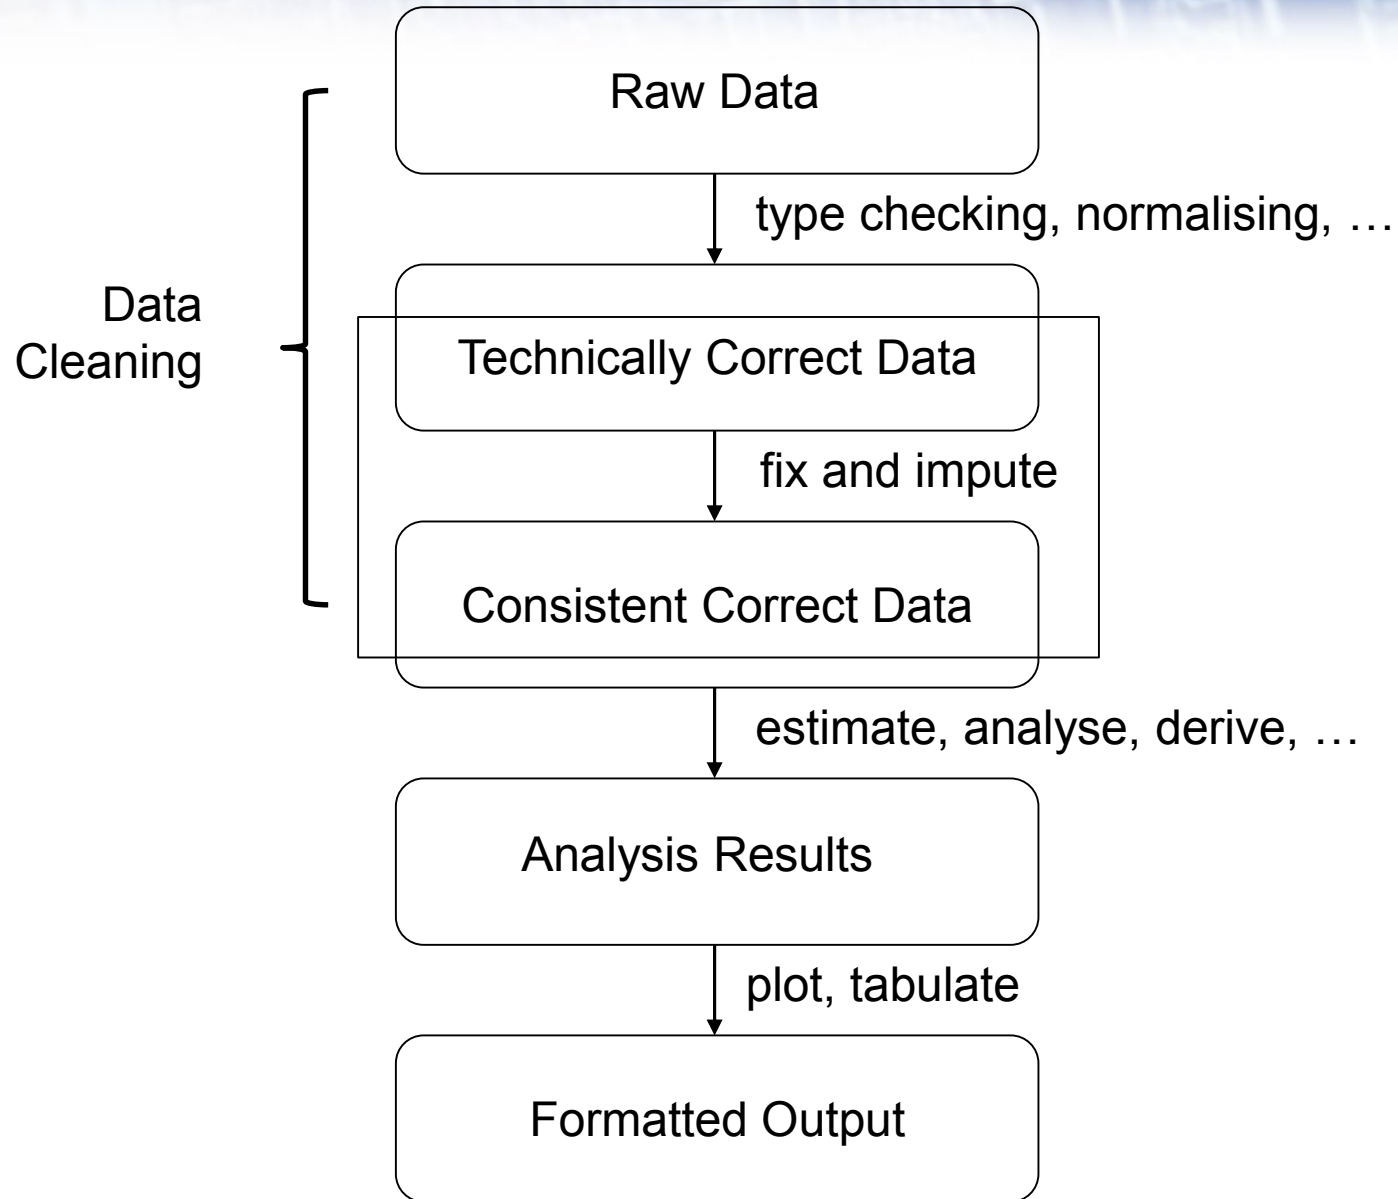 Raw Data
type checking, normalising, …
Data
Cleaning
Technically Correct Data
fix and impute
Consistent Correct Data
estimate, analyse, derive, …
Analysis Results
plot, tabulate
Formatted Output